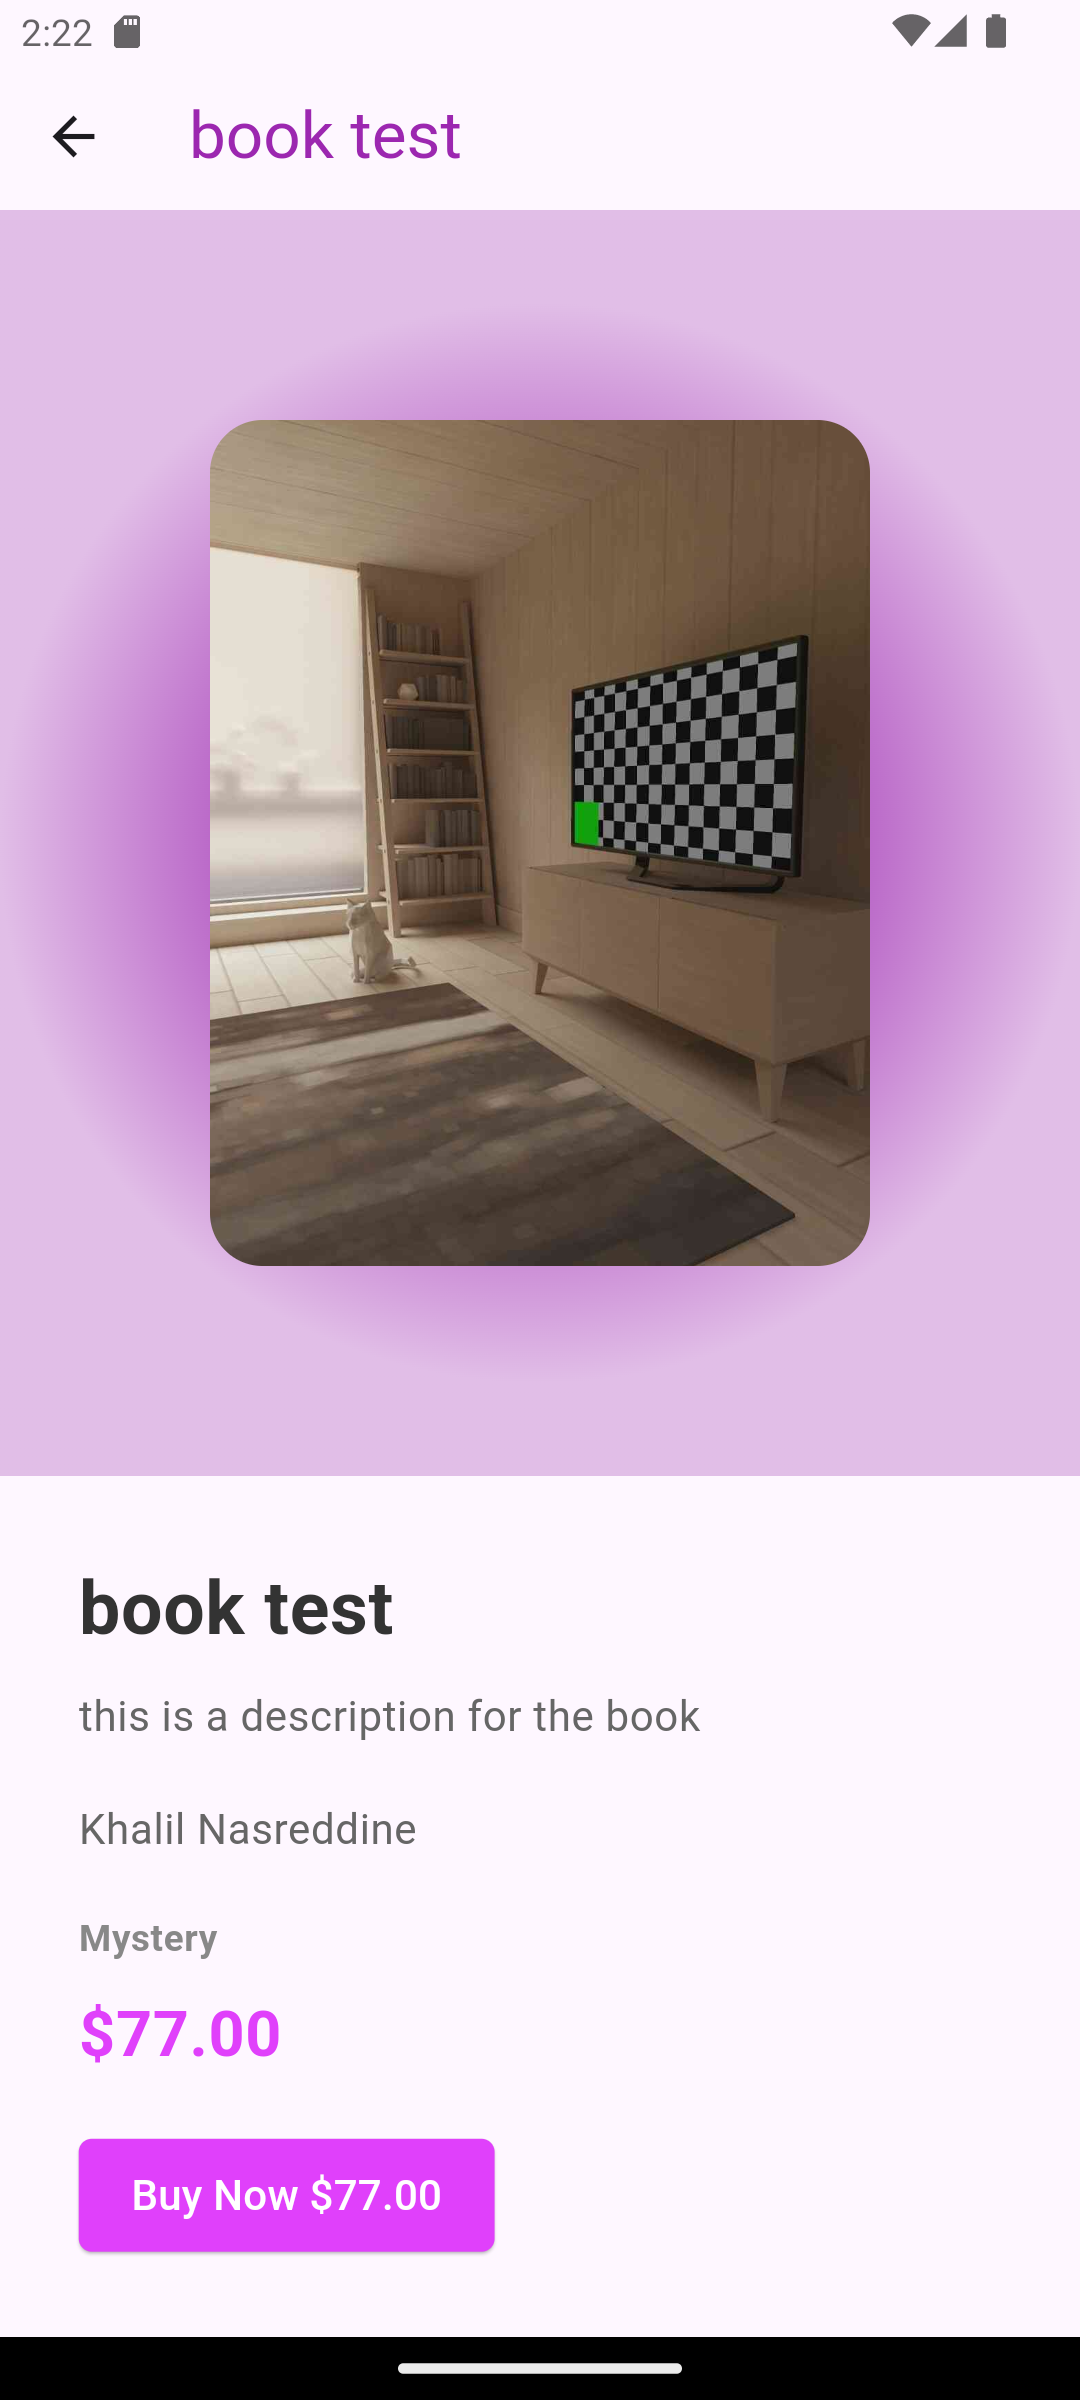 2:22
book test
book test
this is a description for the book
Khalil Nasreddine
Mystery
$77.00
Buy Now $77.00